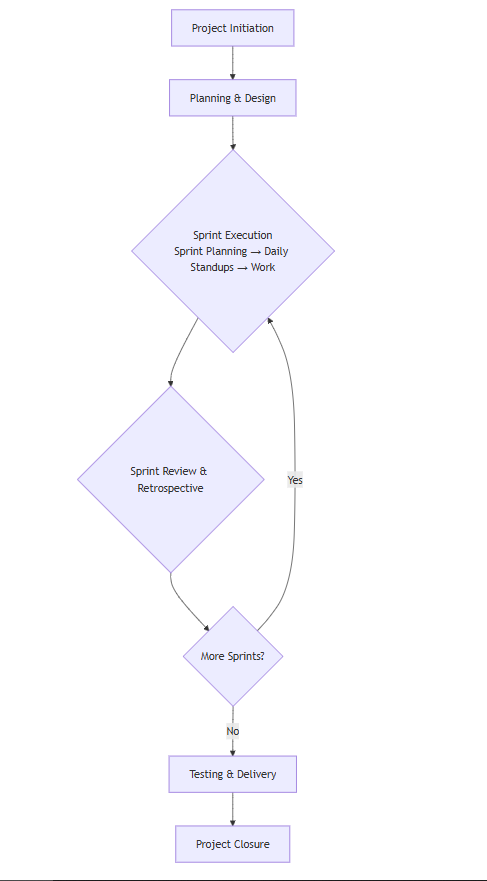 Project Initiation
Planning & Design
Sprint Execution
Sprint Planning → Daily
Standups → Work
Sprint Review &
Retrospective
Yes
More Sprints?
No
Testing & Delivery
Project Closure